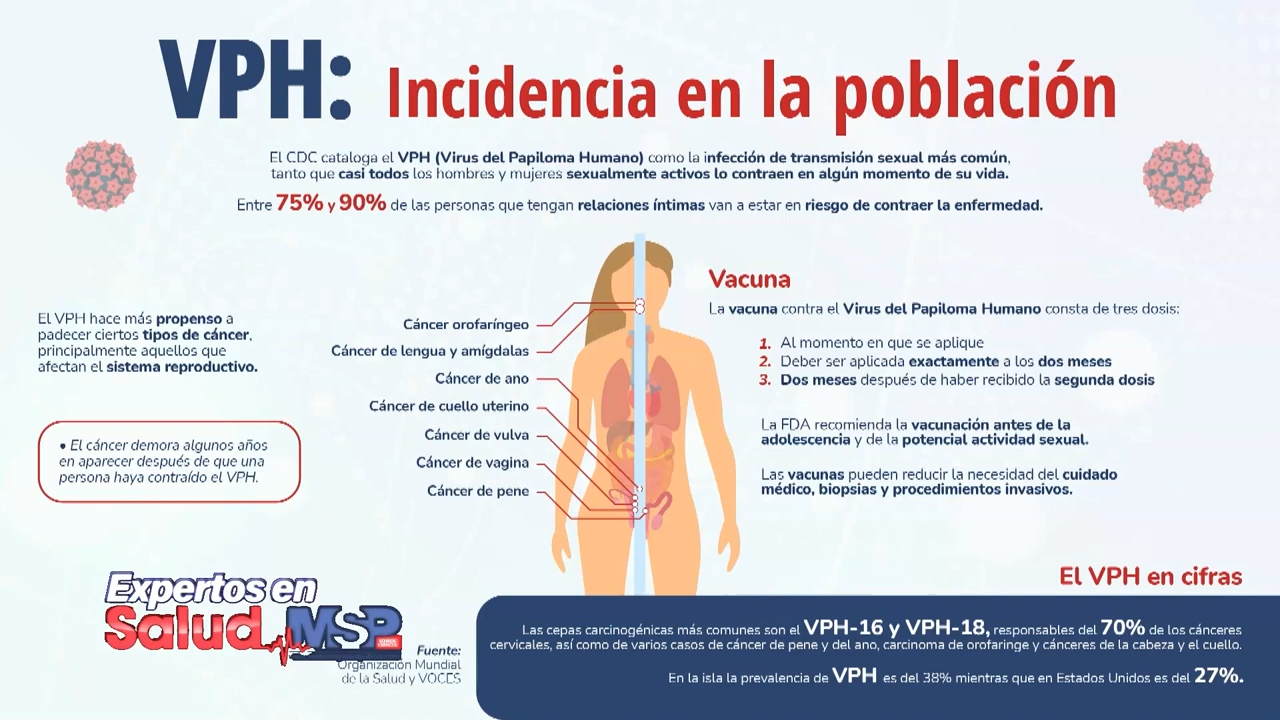 VPH: Incidencia en la población
El CDC cataloga el VPH (Virus del Papiloma Humano) como la infección de transmisión sexual más común,
tanto que casi todos los hombres y mujeres sexualmente activos lo contraen en algún momento de su vida.
Entre 75% y 90% de las personas que tengan relaciones íntimas van a estar en riesgo de contraer la enfermedad.
El VPH hace más propenso a
padecer ciertos tipos de cáncer,
principalmente aquellos que
afectan el sistema reproductivo.
• El cáncer demora algunos años
en aparecer después de que una
persona haya contraído el VPH.
Cáncer orofaríngeo
Cáncer de lengua y amígdalas
Cáncer de ano
Cáncer de cuello uterino
Cáncer de vulva
Cáncer de vagina
Cáncer de pene
Vacuna
La vacuna contra el Virus del Papiloma Humano consta de tres dosis:
1. Al momento en que se aplique
2. Deber ser aplicada exactamente a los dos meses
3. Dos meses después de haber recibido la segunda dosis
La FDA recomienda la vacunación antes de la
adolescencia y de la potencial actividad sexual.
Las vacunas pueden reducir la necesidad del cuidado
médico, biopsias y procedimientos invasivos.
El VPH en cifras
Las cepas carcinogénicas más comunes son el VPH-16 y VPH-18, responsables del 70% de los cánceres
cervicales, así como de varios casos de cáncer de pene y del ano, carcinoma de orofaringe y cánceres de la cabeza y el cuello.
En la isla la prevalencia de VPH es del 38% mientras que en Estados Unidos es del 27%.
Expertos en
Salud MSP
Fuente:
Organización Mundial
de la Salud y VOCES